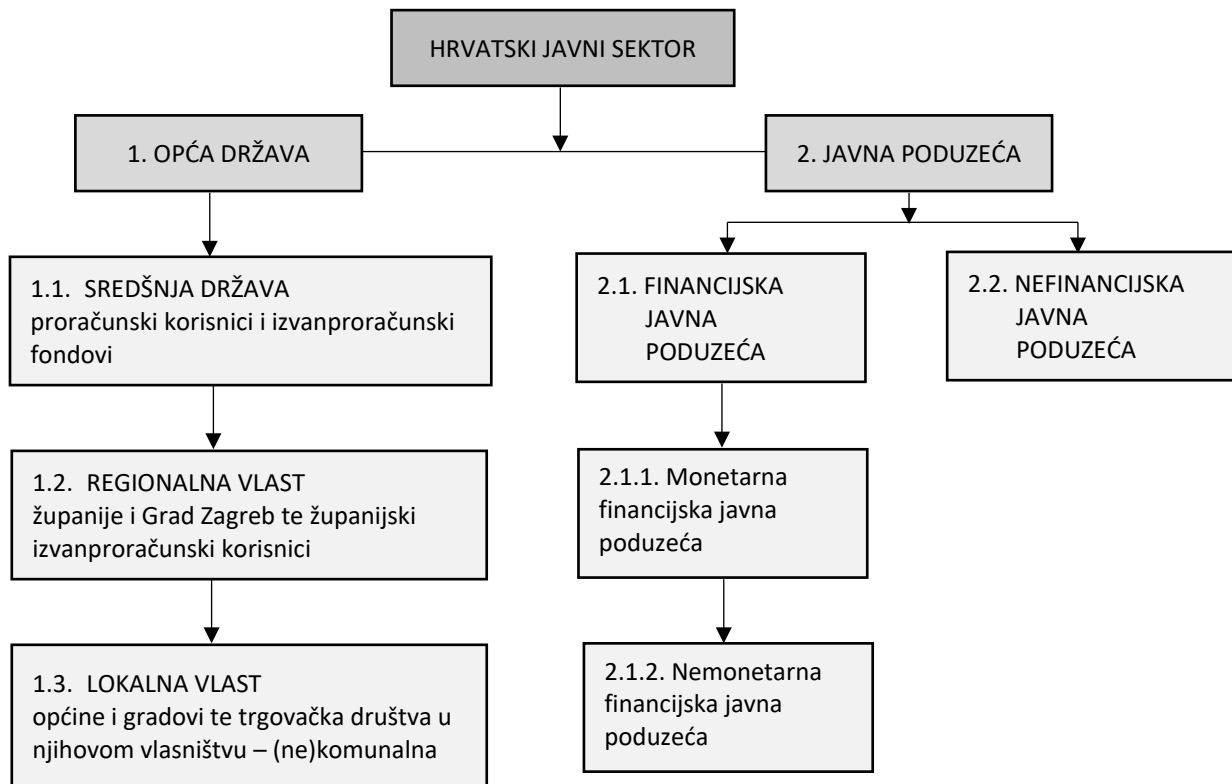 HRVATSKI JAVNI SEKTOR
1. OPĆA DRŽAVA
2. JAVNA PODUZEĆA
1.1. SREDŠNJA DRŽAVA
proračunski korisnici i izvanproračunski
fondovi
2.1. FINANCIJSKA
JAVNA
PODUZEĆA
2.2. NEFINANCIJSKA
JAVNA
PODUZEĆA
1.2. REGIONALNA VLAST
županije i Grad Zagreb te županijski
izvanproračunski korisnici
2.1.1. Monetarna
financijska javna
poduzeća
1.3. LOKALNA VLAST
općine i gradovi te trgovačka društva u
njihovom vlasništvu – (ne)komunalna
2.1.2. Nemonetarna
financijska javna
poduzeća